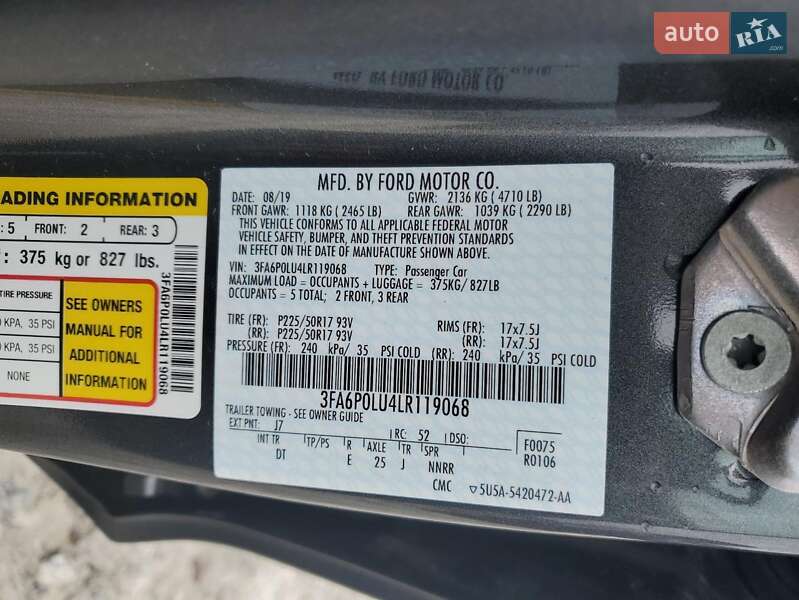 auto RIA
MFD. BY FORD MOTOR CO.
DATE: 08/19 GVWR: 2136 KG ( 4710 LB)
FRONT GAWR: 1118 KG ( 2465 LB) REAR GAWR: 1039 KG ( 2290 LB)
THIS VEHICLE CONFORMS TO ALL APPLICABLE FEDERAL MOTOR
VEHICLE SAFETY, BUMPER, AND THEFT PREVENTION STANDARDS
IN EFFECT ON THE DATE OF MANUFACTURE SHOWN ABOVE.
VIN: 3FA6P0LU4LR119068 TYPE: Passenger Car
MAXIMUM LOAD = OCCUPANTS + LUGGAGE = 375KG/ 827LB
OCCUPANTS = 5 TOTAL; 2 FRONT, 3 REAR
TIRE (FR): P225/50R17 93V RIMS (FR): 17x7.5J
(RR): P225/50R17 93V (RR): 17x7.5J
PRESSURE (FR): 240 kPa/ 35 PSI COLD (RR): 240 kPa/ 35 PSI COLD
3FA6P0LU4LR119068
TRAILER TOWING - SEE OWNER GUIDE
EXT PNT: J7 RC: 52 DSO: F0075
R0106
INT TR TP/PS R AXLE TR SPR
DT E 25 J NNRR
CMC ▽5U5A-5420472-AA
ADING INFORMATION
: 5 FRONT: 2 REAR: 3
: 375 kg or 827 lbs.
TIRE PRESSURE
KPA, 35 PSI
KPA, 35 PSI
NONE
SEE OWNERS
MANUAL FOR
ADDITIONAL
INFORMATION
3FA6P0LU4LR119068
BY FORD MOTOR CO